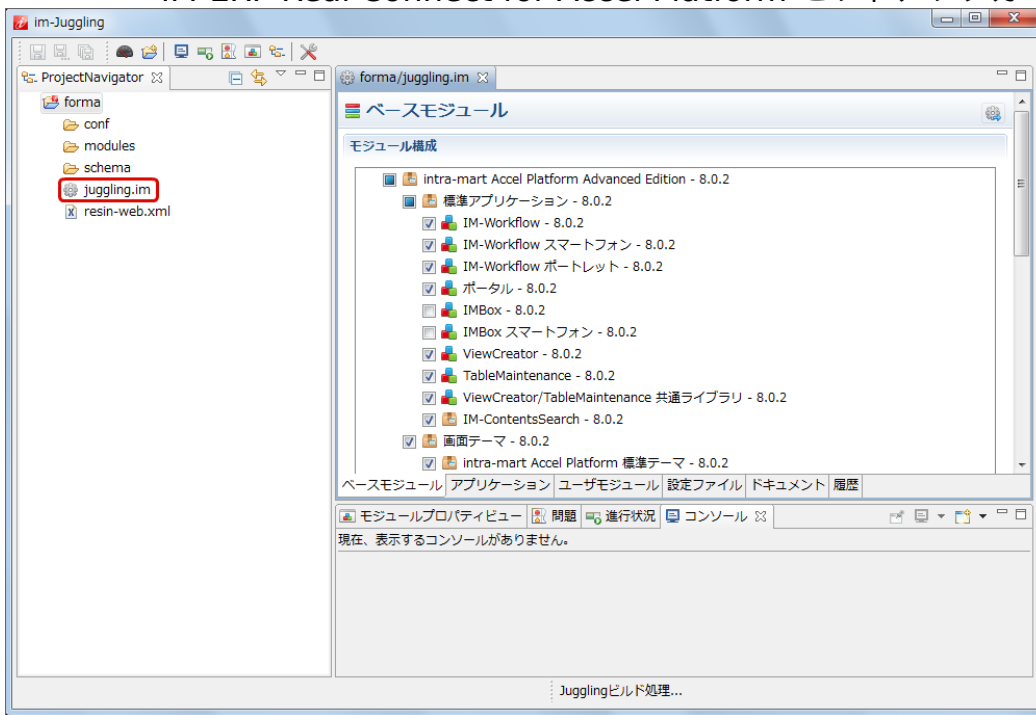 im-Juggling
ProjectNavigator
forma
conf
modules
schema
juggling.im
resin-web.xml
forma/juggling.im
ベースモジュール
モジュール構成
intra-mart Accel Platform Advanced Edition - 8.0.2
標準アプリケーション - 8.0.2
IM-Workflow - 8.0.2
IM-Workflow スマートフォン - 8.0.2
IM-Workflow ポートレット - 8.0.2
ポータル - 8.0.2
IMBox - 8.0.2
IMBox スマートフォン - 8.0.2
ViewCreator - 8.0.2
TableMaintenance - 8.0.2
ViewCreator/TableMaintenance 共通ライブラリ - 8.0.2
IM-ContentsSearch - 8.0.2
画面テーマ - 8.0.2
intra-mart Accel Platform 標準テーマ - 8.0.2
ベースモジュール アプリケーション ユーザモジュール 設定ファイル ドキュメント 履歴
モジュールプロパティビュー 問題 進行状況 コンソール
現在、表示するコンソールがありません。
Jugglingビルド処理...